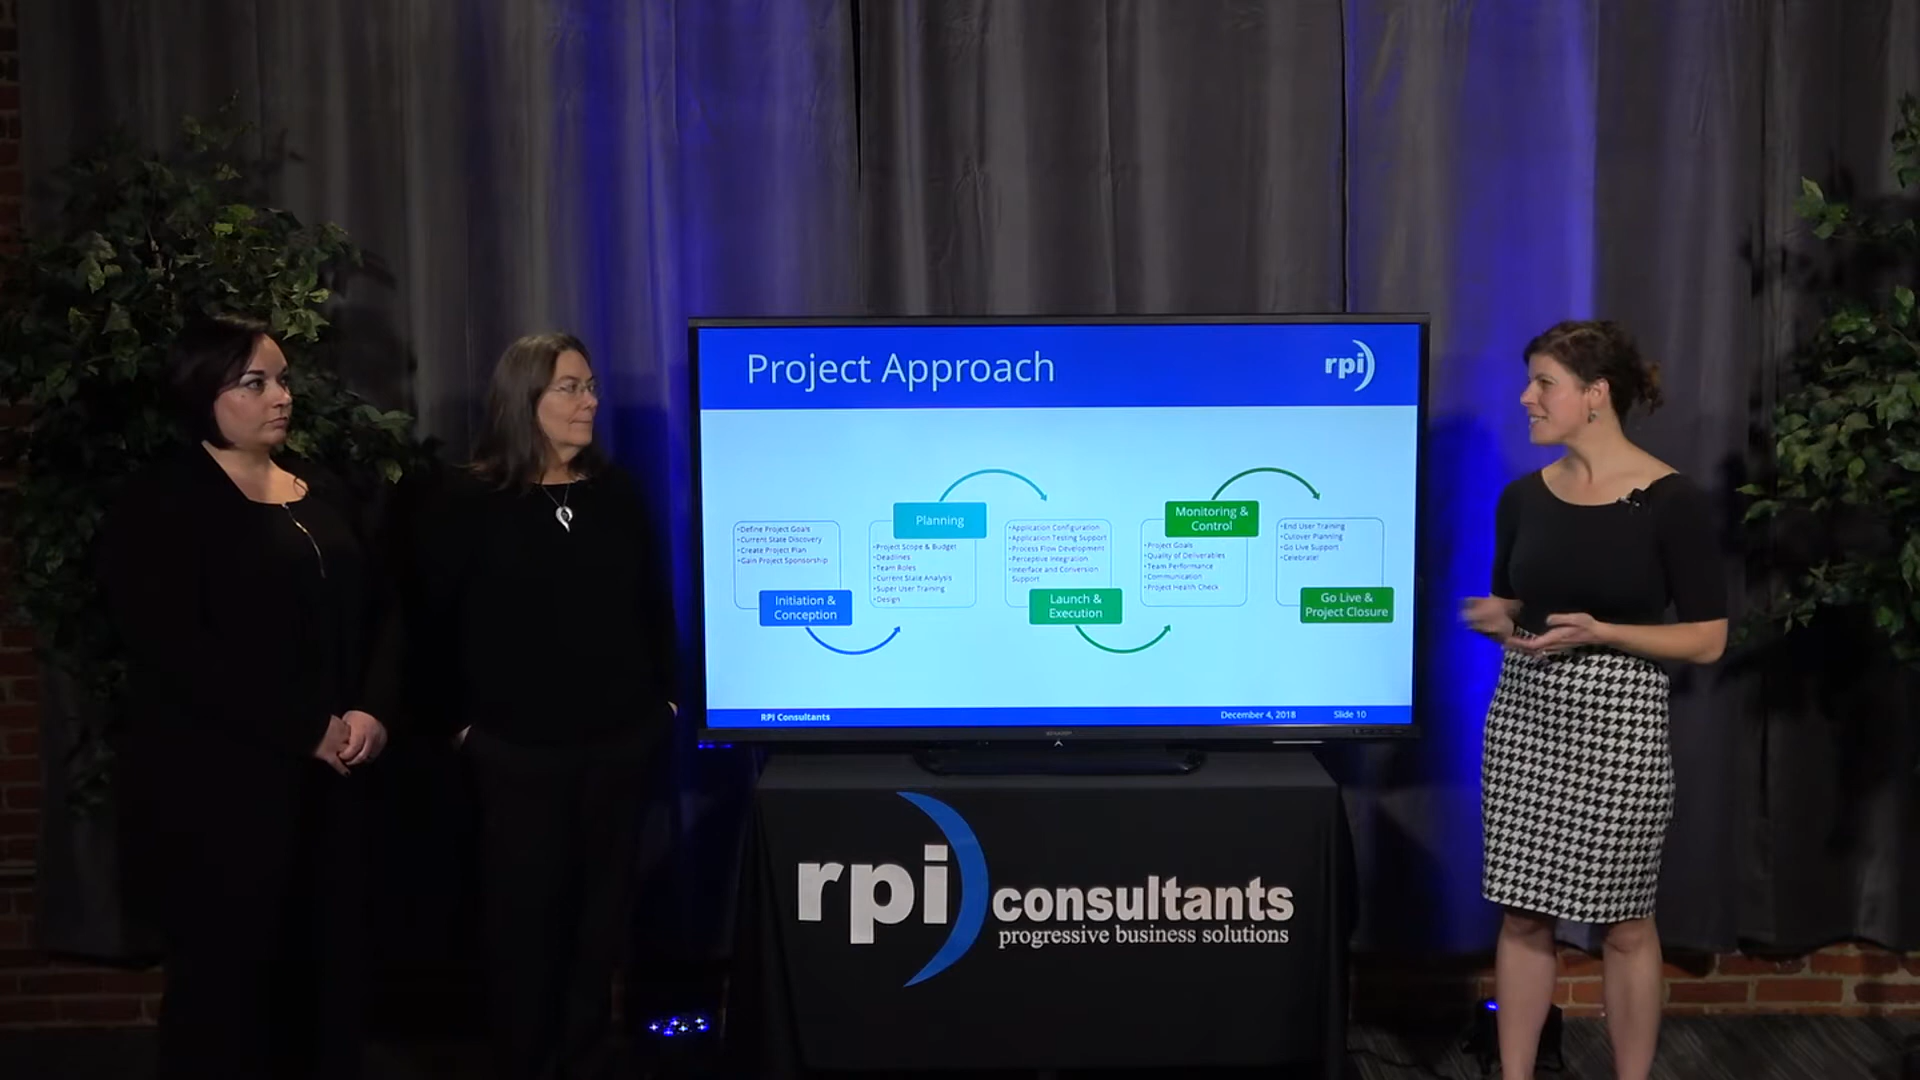 Project Approach
rpi
•Define Project Goals
•Current State Discovery
•Create Project Plan
•Gain Project Sponsorship
Initiation &
Conception
Planning
•Project Scope & Budget
•Deadlines
•Team Roles
•Current State Analysis
•Super User Training
•Design
•Application Configuration
•Application Testing Support
•Process Flow Development
•Perceptive Integration
•Interface and Conversion
Support
Launch &
Execution
Monitoring &
Control
•Project Goals
•Quality of Deliverables
•Team Performance
•Communication
•Project Health Check
•End User Training
•Cutover Planning
•Go Live Support
•Celebrate!
Go Live &
Project Closure
RPI Consultants
December 4, 2018
Slide 10
SHARP
rpi consultants
progressive business solutions